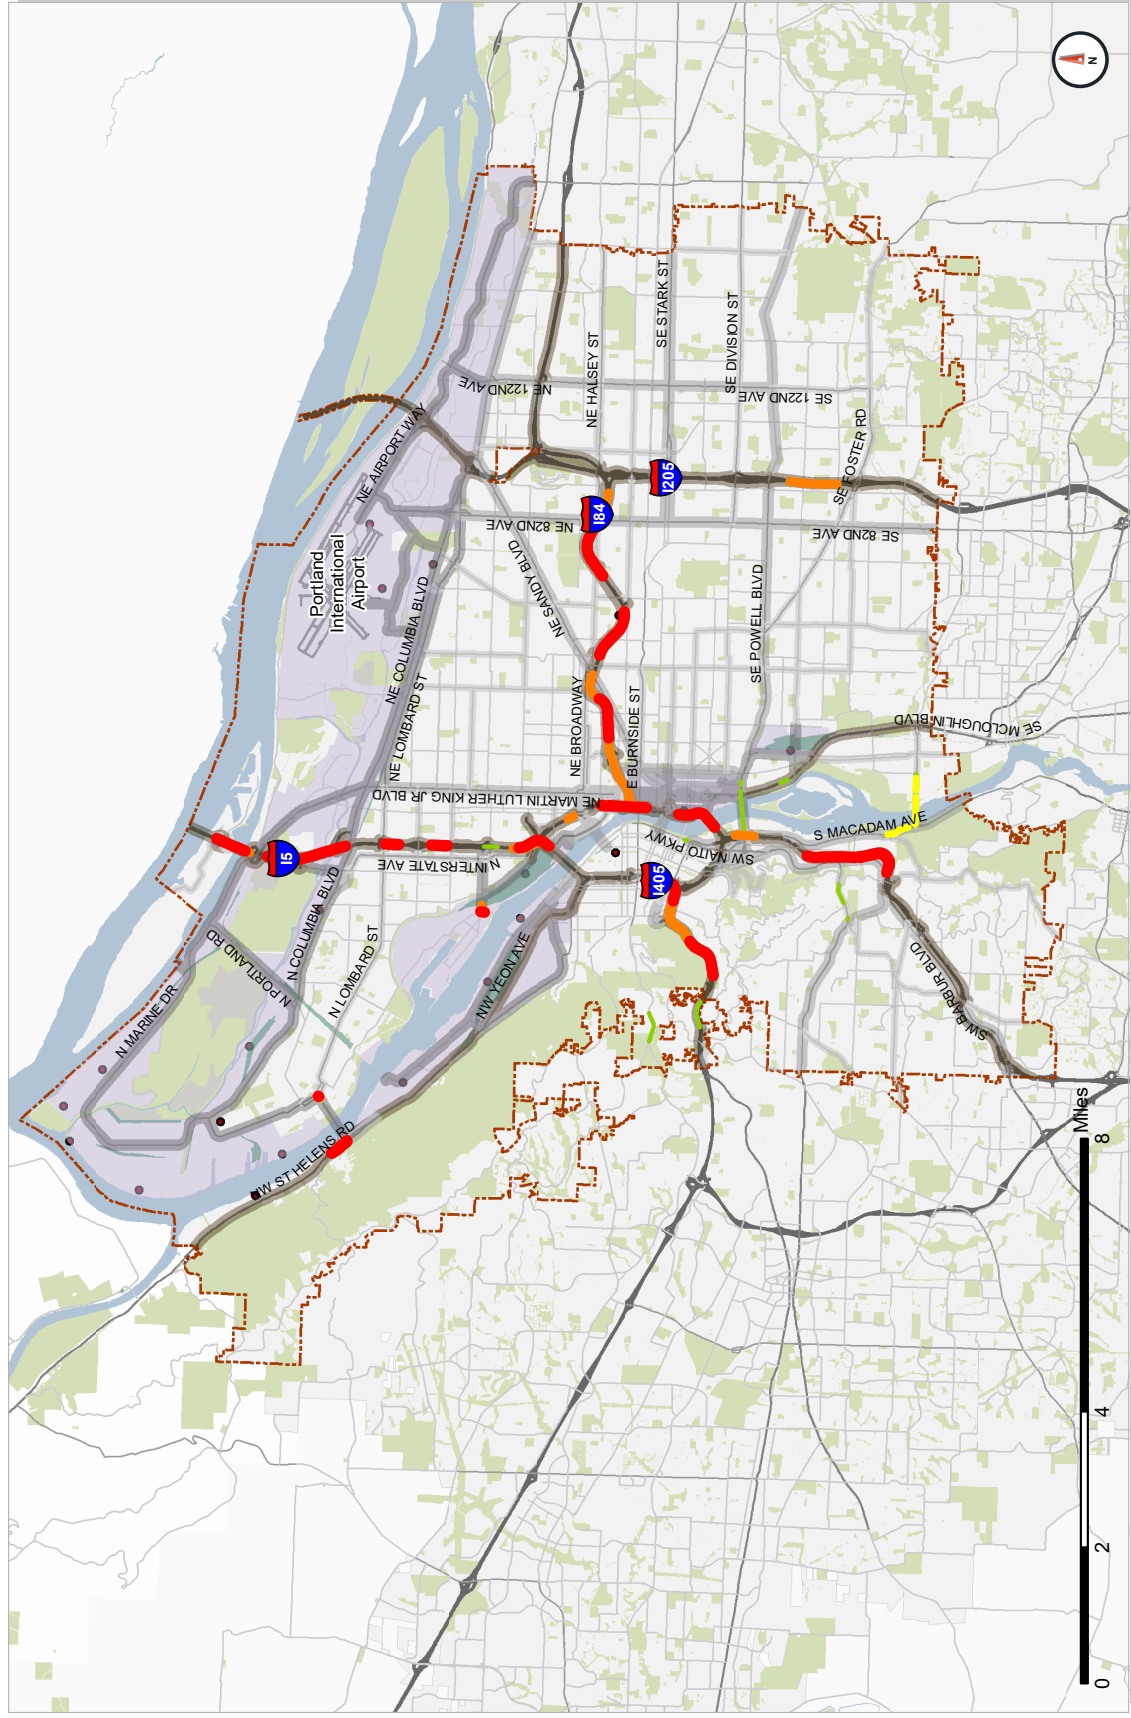 N
Portland
International
Airport
NE AIRPORT WAY
NE 122ND AVE
NE HALSEY ST
SE STARK ST
SE DIVISION ST
SE 122ND AVE
SE FOSTER RD
I205
I84
NE 82ND AVE
SE 82ND AVE
NE SANDY BLVD
NE COLUMBIA BLVD
NE LOMBARD ST
NE BROADWAY
E BURNSIDE ST
SE POWELL BLVD
SE MCLOUGHLIN BLVD
NE MARTIN LUTHER KING JR BLVD
S MACADAM AVE
SW NAITO PKWY
I5
N INTERSTATE AVE
I405
N COLUMBIA BLVD
N PORTLAND RD
N LOMBARD ST
N MARINE DR
NW YEON AVE
SW BARBUR BLVD
NW ST HELENS RD
Miles
0
2
4
8